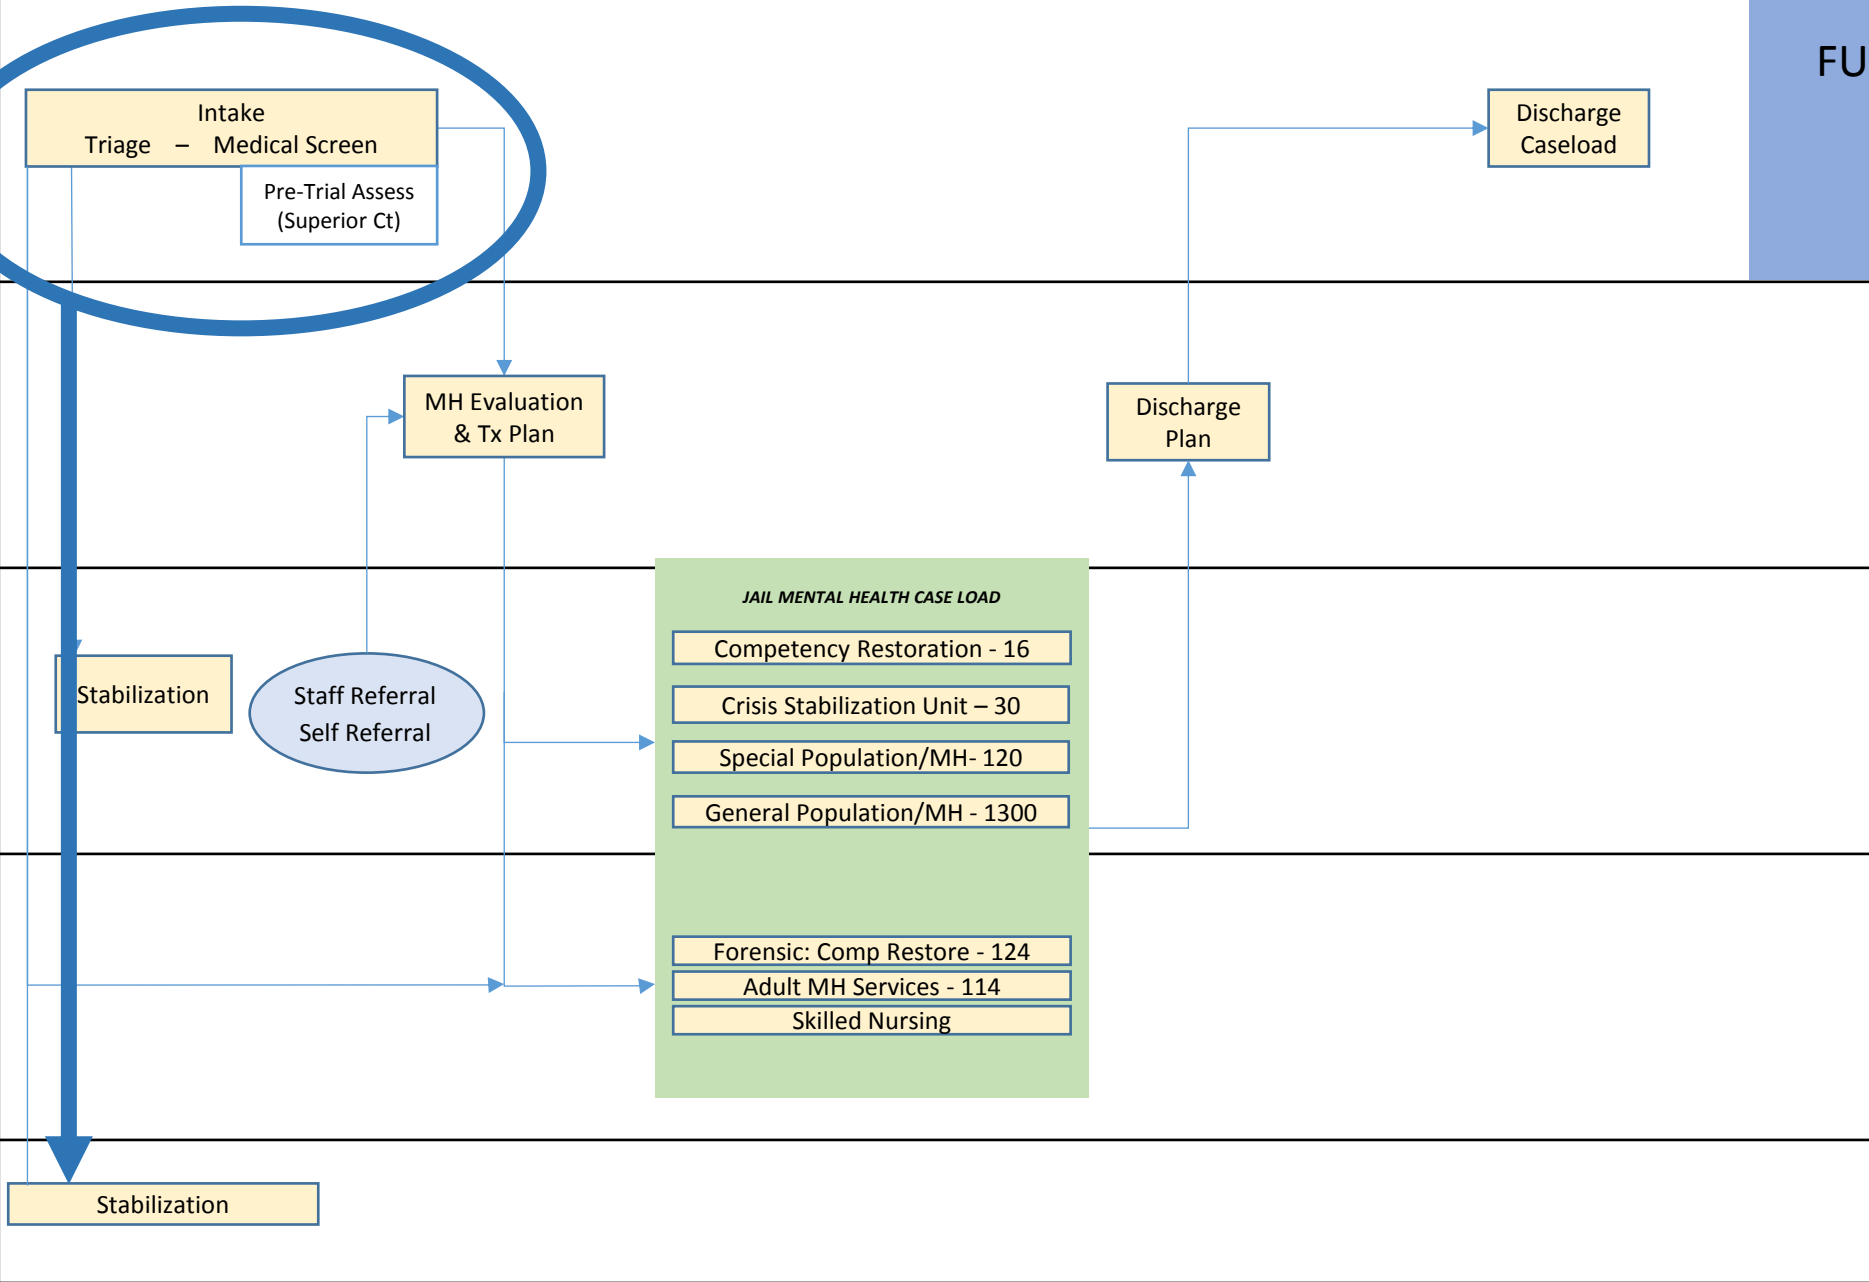 FU
Intake
Triage – Medical Screen
Pre-Trial Assess
(Superior Ct)
Discharge
Caseload
MH Evaluation
& Tx Plan
Discharge
Plan
JAIL MENTAL HEALTH CASE LOAD
Competency Restoration - 16
Stabilization
Staff Referral
Self Referral
Crisis Stabilization Unit – 30
Special Population/MH- 120
General Population/MH - 1300
Forensic: Comp Restore - 124
Adult MH Services - 114
Skilled Nursing
Stabilization